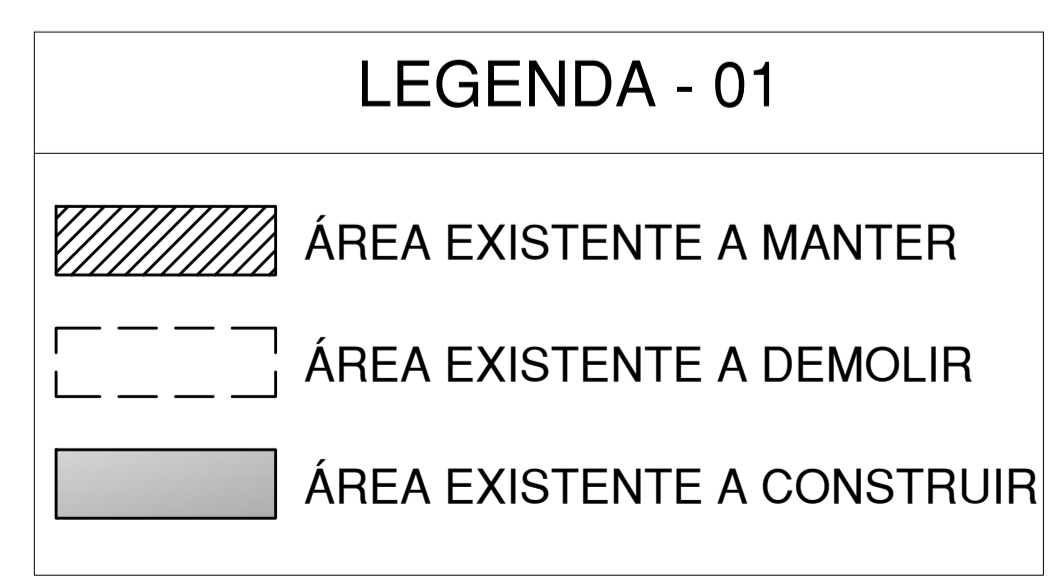 LEGENDA - 01
ÁREA EXISTENTE A MANTER
ÁREA EXISTENTE A DEMOLIR
ÁREA EXISTENTE A CONSTRUIR